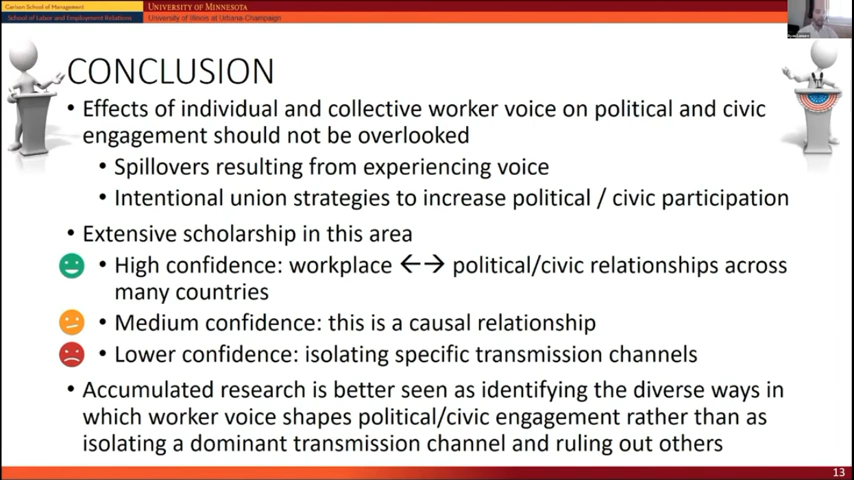 Carlson School of Management
UNIVERSITY OF MINNESOTA
School of Labor and Employment Relations
University of Illinois at Urbana-Champaign
CONCLUSION
• Effects of individual and collective worker voice on political and civic
engagement should not be overlooked
• Spillovers resulting from experiencing voice
• Intentional union strategies to increase political / civic participation
• Extensive scholarship in this area
• High confidence: workplace ←→ political/civic relationships across
many countries
• Medium confidence: this is a causal relationship
• Lower confidence: isolating specific transmission channels
• Accumulated research is better seen as identifying the diverse ways in
which worker voice shapes political/civic engagement rather than as
isolating a dominant transmission channel and ruling out others
13